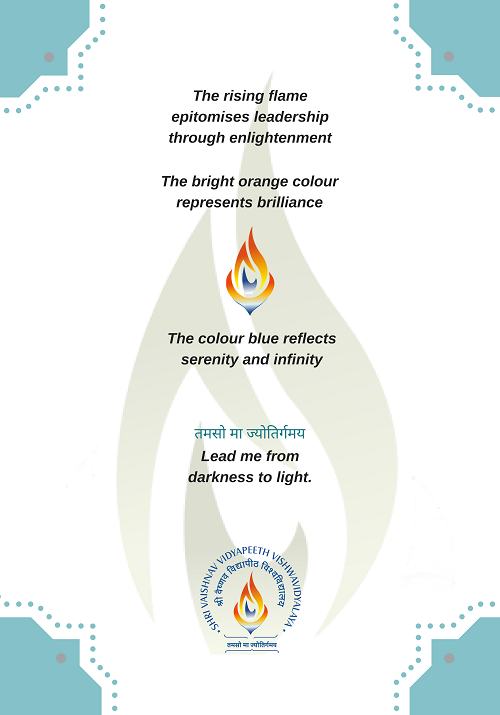 The rising flame
epitomises leadership
through enlightenment
The bright orange colour
represents brilliance
The colour blue reflects
serenity and infinity
तमसो मा ज्योतिर्गमय
Lead me from
darkness to light.
• SHRI VAISHNAV VIDYAPEETH VISHWAVIDYALAYA •
श्री वैष्णव विद्यापीठ विश्वविद्यालय
तमसो मा ज्योतिर्गमय